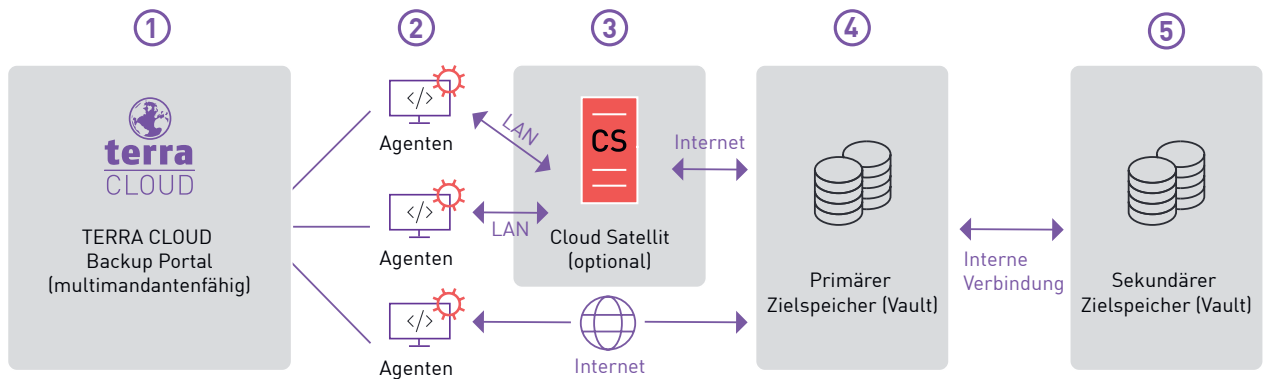 1
2
3
4
5
terra
CLOUD
TERRA CLOUD
Backup Portal
(multimandantenfähig)
</>
Agenten
</>
Agenten
</>
Agenten
LAN
LAN
CS
Cloud Satellit
(optional)
Internet
Internet
Primärer
Zielspeicher (Vault)
Interne
Verbindung
Sekundärer
Zielspeicher (Vault)